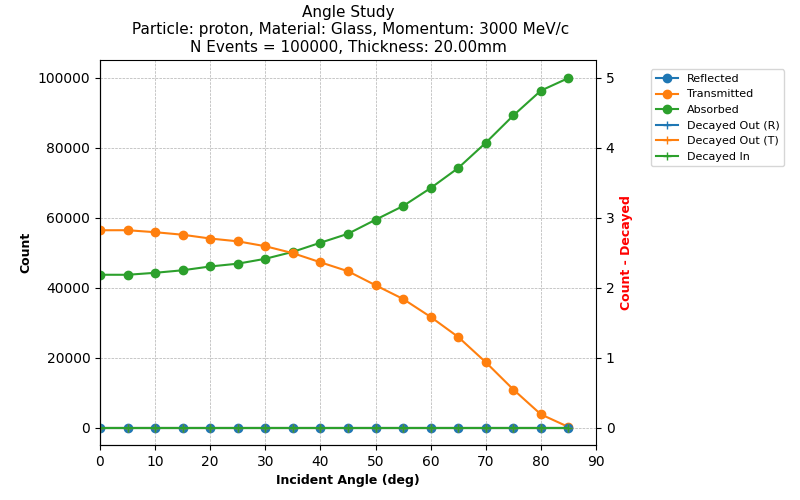 Angle Study
Particle: proton, Material: Glass, Momentum: 3000 MeV/c
N Events = 100000, Thickness: 20.00mm
Count
100000
80000
60000
40000
20000
0
5
4
3
2
1
0
Count - Decayed
0 10 20 30 40 50 60 70 80 90
Incident Angle (deg)
Reflected
Transmitted
Absorbed
Decayed Out (R)
Decayed Out (T)
Decayed In